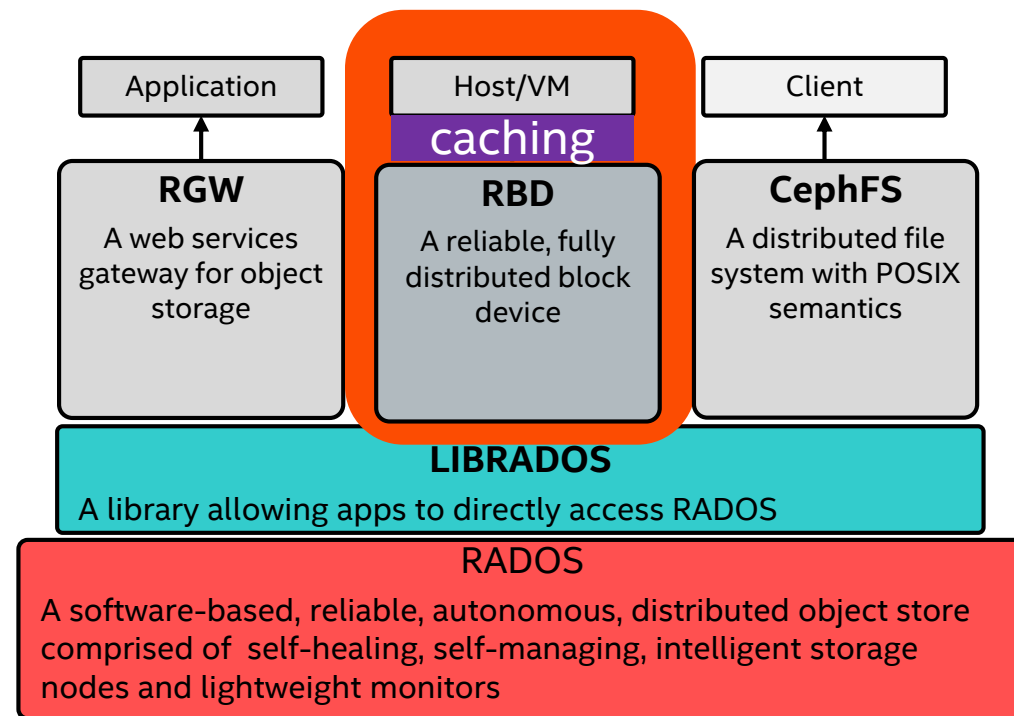 Application
Host/VM
Client
caching
RGW
A web services
gateway for object
storage
RBD
A reliable, fully
distributed block
device
CephFS
A distributed file
system with POSIX
semantics
LIBRADOS
A library allowing apps to directly access RADOS
RADOS
A software-based, reliable, autonomous, distributed object store
comprised of  self-healing, self-managing, intelligent storage
nodes and lightweight monitors